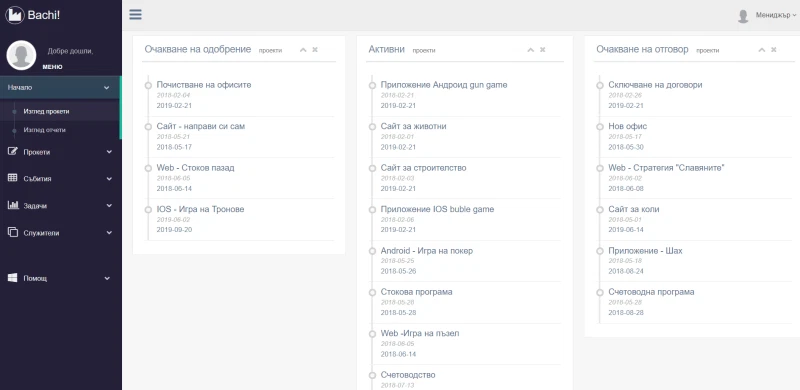 Bachi!
Мениджър
Добре дошли,
МЕНЮ
Начало
Изглед прокети
Изглед отчети
Прокети
Събития
Задачи
Служители
Помощ
Очакване на одобрение проекти
Почистване на офисите
2018-02-04
2019-02-21
Сайт - направи си сам
2018-05-21
2018-05-17
Web - Стоков пазад
2018-06-05
2018-06-14
IOS - Игра на Тронове
2019-06-02
2019-09-20
Активни проекти
Приложение Андроид gun game
2018-02-21
2019-02-21
Сайт за животни
2018-02-01
2019-02-21
Сайт за строителство
2018-02-03
2019-02-21
Приложение IOS buble game
2018-02-06
2019-02-21
Android - Игра на покер
2018-05-25
2018-05-26
Стокова програма
2018-05-28
2018-05-28
Web -Игра на пъзел
2018-06-05
2018-06-14
Счетоводство
2018-07-13
Очакване на отговор проекти
Сключване на договори
2018-02-26
2019-02-21
Нов офис
2018-05-17
2018-05-30
Web - Стратегия "Славяните"
2018-06-02
2018-06-08
Сайт за коли
2018-05-01
2019-06-14
Приложение - Шах
2018-05-18
2018-08-24
Счетоводна програма
2018-05-28
2018-08-28